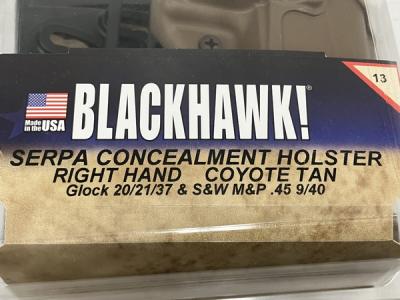 Made in the USA
BLACKHAWK!®
13
SERPA CONCEALMENT HOLSTER
RIGHT HAND COYOTE TAN
Glock 20/21/37 & S&W M&P .45 9/40